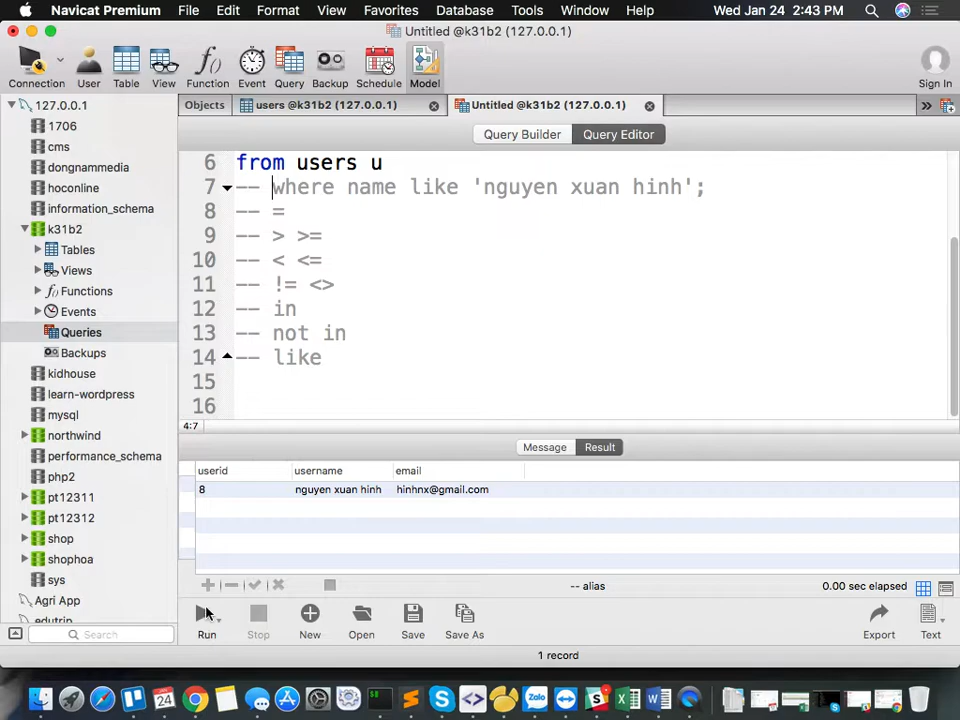 Navicat Premium File Edit Format View Favorites Database Tools Window Help Wed Jan 24 2:43 PM
Untitled @k31b2 (127.0.0.1)
Connection User Table View Function Event Query Backup Schedule Model Sign In
127.0.0.1
1706
cms
dongnammedia
hoconline
information_schema
k31b2
Tables
Views
Functions
Events
Queries
Backups
kidhouse
learn-wordpress
mysql
northwind
performance_schema
php2
pt12311
pt12312
shop
shophoa
sys
Agri App
edutrip
Search
Objects users @k31b2 (127.0.0.1) Untitled @k31b2 (127.0.0.1)
Query Builder Query Editor
6 from users u
7 -- where name like 'nguyen xuan hinh';
8 -- =
9 -- > >=
10 -- < <=
11 -- != <>
12 -- in
13 -- not in
14 -- like
15
16
4:7
Message Result
userid username email
8 nguyen xuan hinh hinhnx@gmail.com
-- alias 0.00 sec elapsed
Run Stop New Open Save Save As Export Text
1 record
24
Zalo